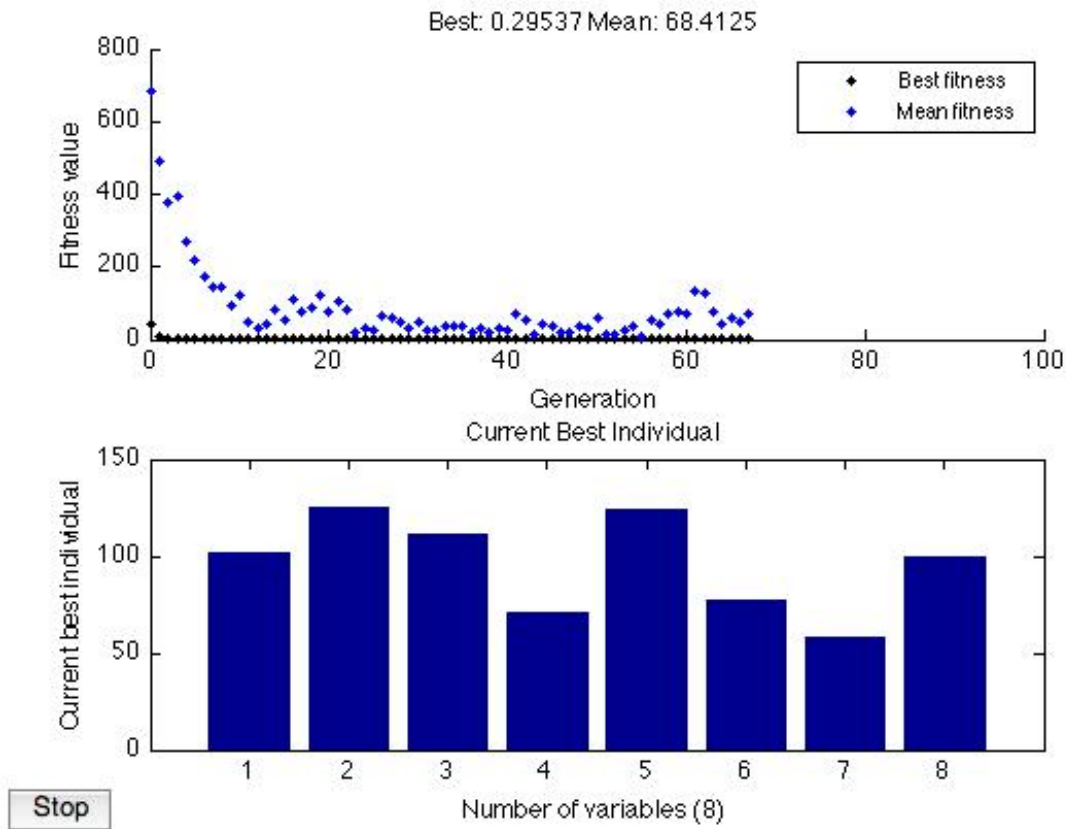 Best: 0.29537 Mean: 68.4125
800
600
400
200
0
Fitness value
Best fitness
Mean fitness
0 20 40 60 80 100
Generation
Current Best Individual
150
100
50
0
Current best individual
1 2 3 4 5 6 7 8
Number of variables (8)
Stop